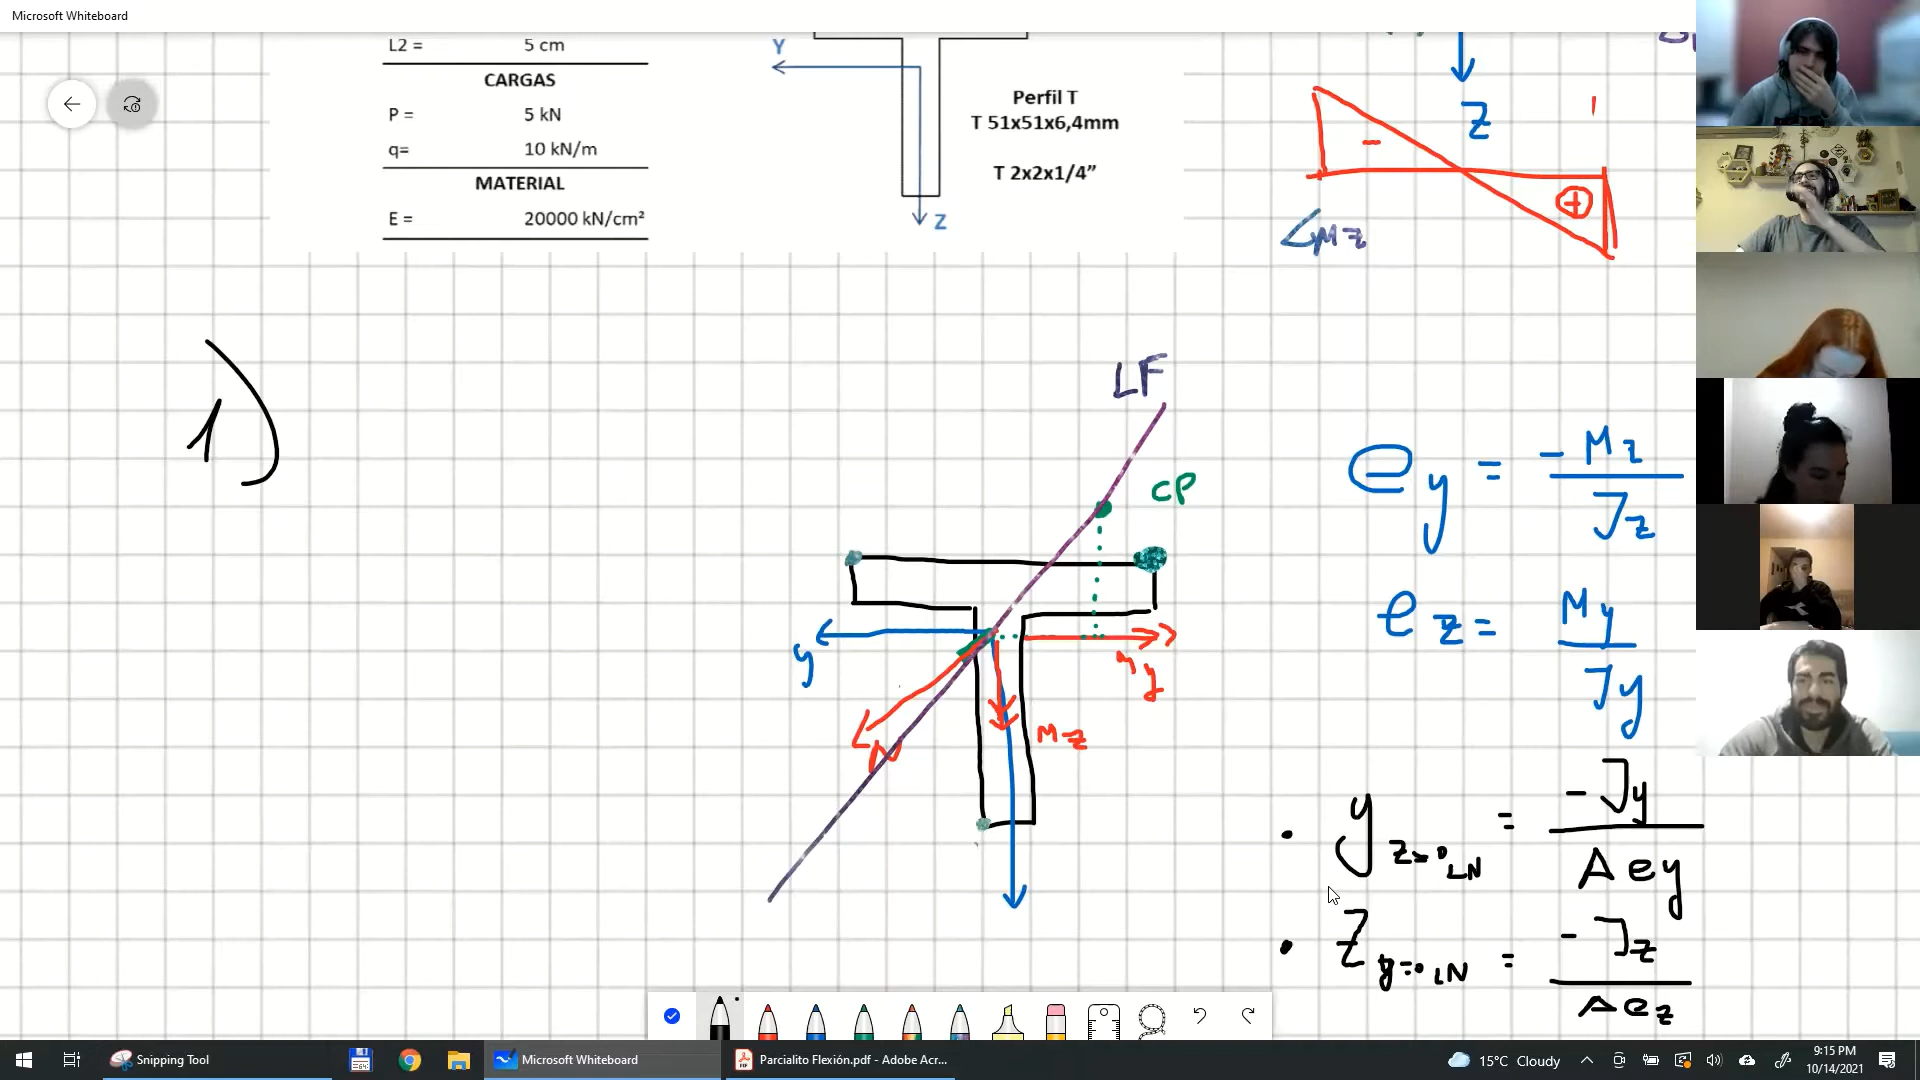 Microsoft Whiteboard
L2 = 5 cm
CARGAS
P = 5 kN
q= 10 kN/m
MATERIAL
E = 20000 kN/cm²
Y
Z
Perfil T
T 51x51x6,4mm
T 2x2x1/4”
Z
-
+
Mz
1)
LF
CP
y
My
Mz
N
ey = -Mz / Jz
ez = My / Jy
• y z=0 LN = -Jy / A ey
• Z y=0 LN = -Jz / A ez
Snipping Tool
Microsoft Whiteboard
Parcialito Flexión.pdf - Adobe Acr...
15°C Cloudy
9:15 PM
10/14/2021